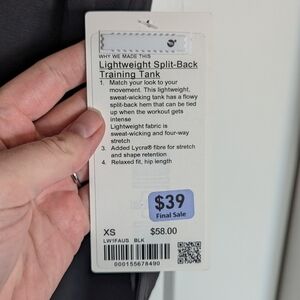 WHY WE MADE THIS
Lightweight Split-Back
Training Tank
1. Match your look to your
movement. This lightweight,
sweat-wicking tank has a flowy
split-back hem that can be tied
up when the workout gets
intense
Lightweight fabric is
sweat-wicking and four-way
stretch
3. Added Lycra® fibre for stretch
and shape retention
4. Relaxed fit, hip length
$39
Final Sale
XS $58.00
LW1FAUS BLK
000155678490